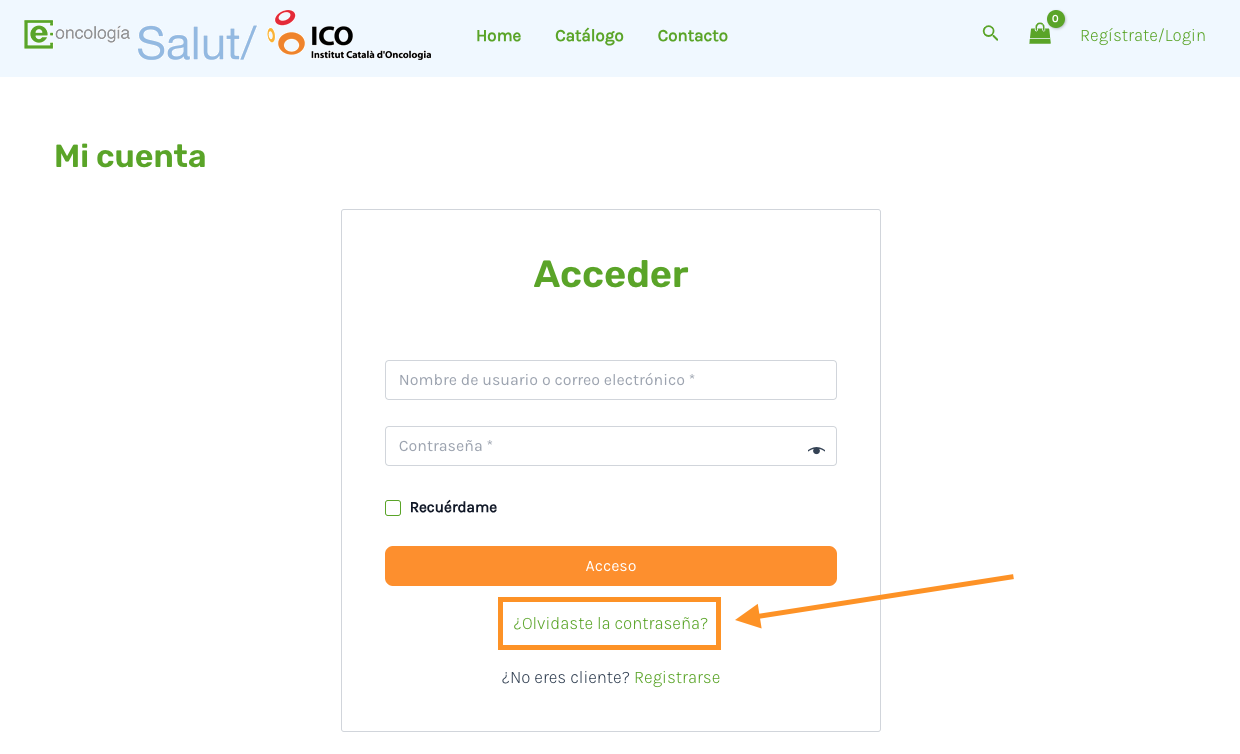 e·oncología Salut/ ICO
Institut Català d'Oncologia
Home Catálogo Contacto
0
Regístrate/Login
Mi cuenta
Acceder
Nombre de usuario o correo electrónico *
Contraseña *
Recuérdame
Acceso
¿Olvidaste la contraseña?
¿No eres cliente? Registrarse